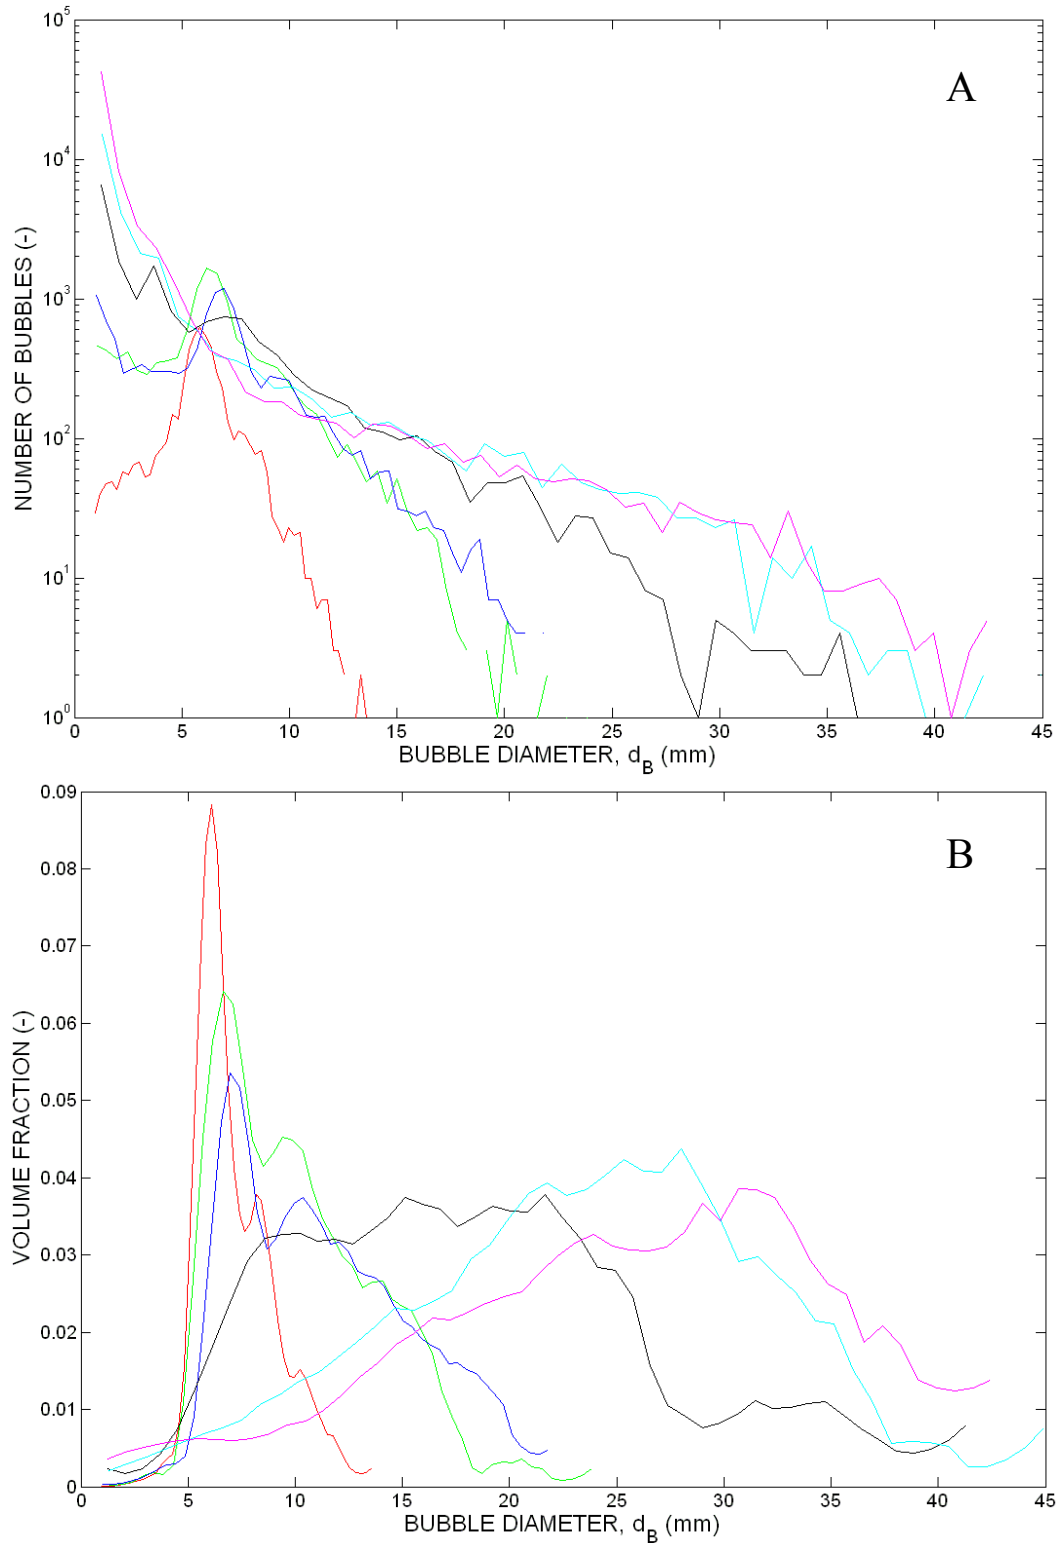 10^5
A
10^4
10^3
10^2
10^1
10^0
NUMBER OF BUBBLES (-)
0 5 10 15 20 25 30 35 40 45
BUBBLE DIAMETER, d_B (mm)
0.09
B
0.08
0.07
0.06
0.05
0.04
0.03
0.02
0.01
0
VOLUME FRACTION (-)
0 5 10 15 20 25 30 35 40 45
BUBBLE DIAMETER, d_B (mm)